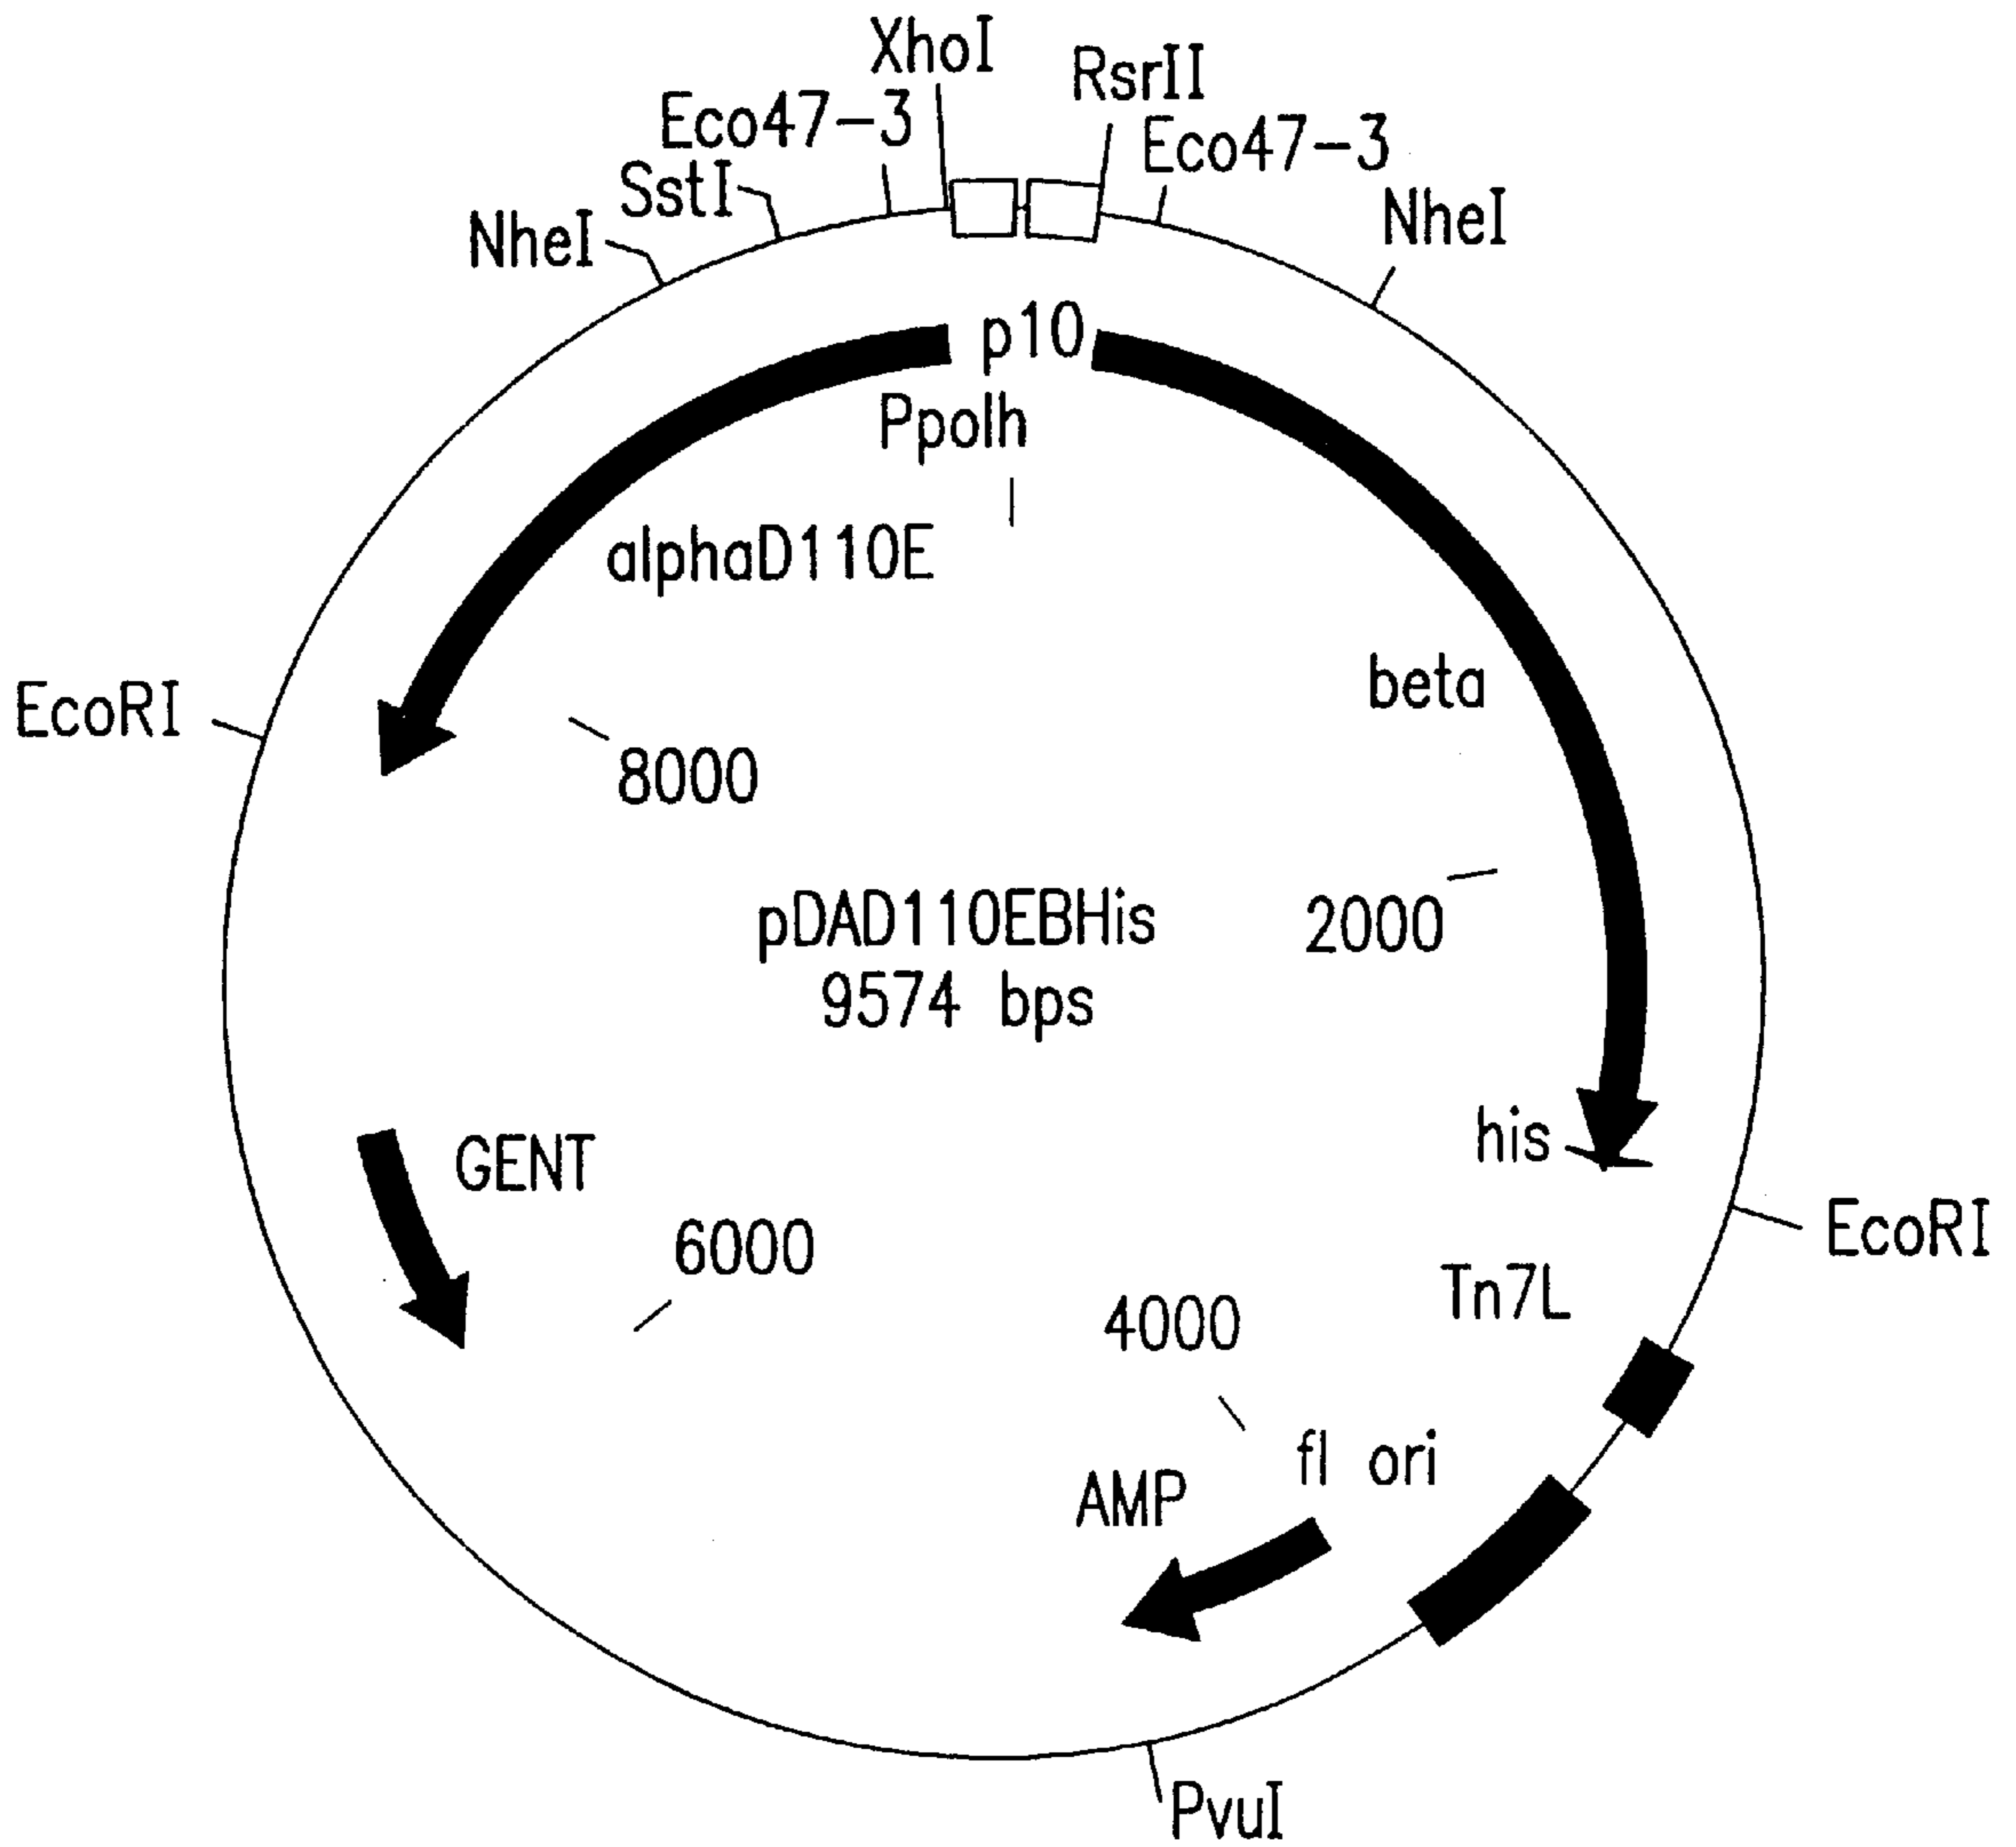 XhoI
RsrII
Eco47-3
Eco47-3
SstI
NheI
NheI
p10
Ppolh
alphaD110E
beta
EcoRI
8000
pDAD110EBHis
2000
9574 bps
his
GENT
EcoRI
6000
Tn7L
4000
fl ori
AMP
PvuI